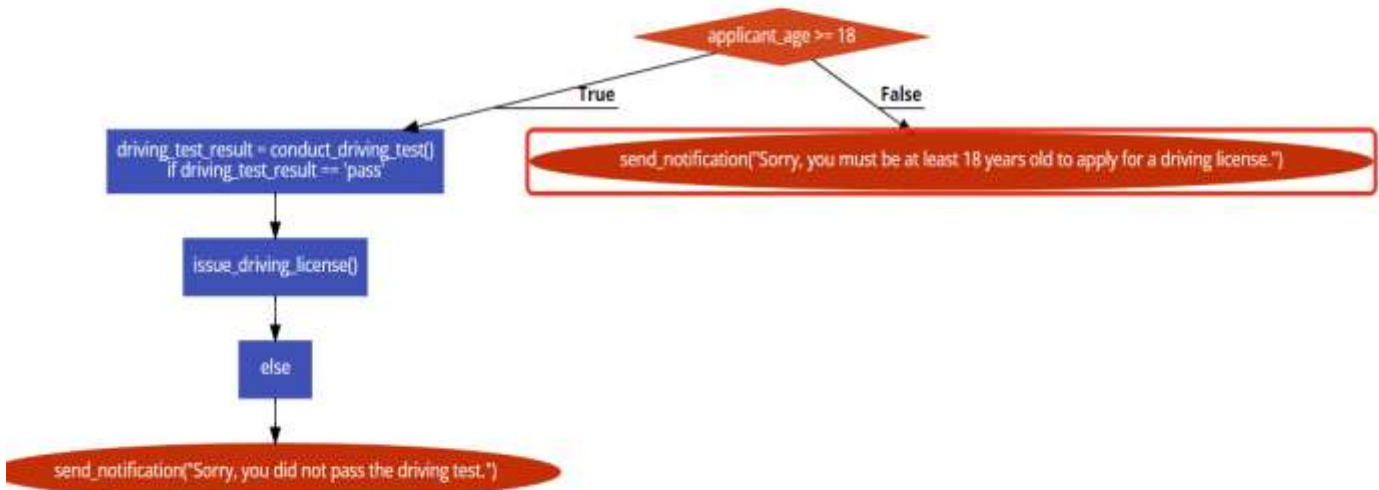 applicant_age >= 18
True
False
driving_test_result = conduct_driving_test()
if driving_test_result == 'pass'
send_notification("Sorry, you must be at least 18 years old to apply for a driving license.")
issue_driving_license()
else
send_notification("Sorry, you did not pass the driving test.")